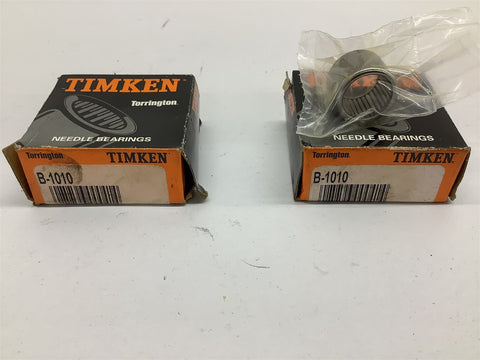 TIMKEN
Torrington
NEEDLE BEARINGS
Torrington. TIMKEN
B-1010
NEEDLE BEARINGS
Torrington. TIMKEN
B-1010